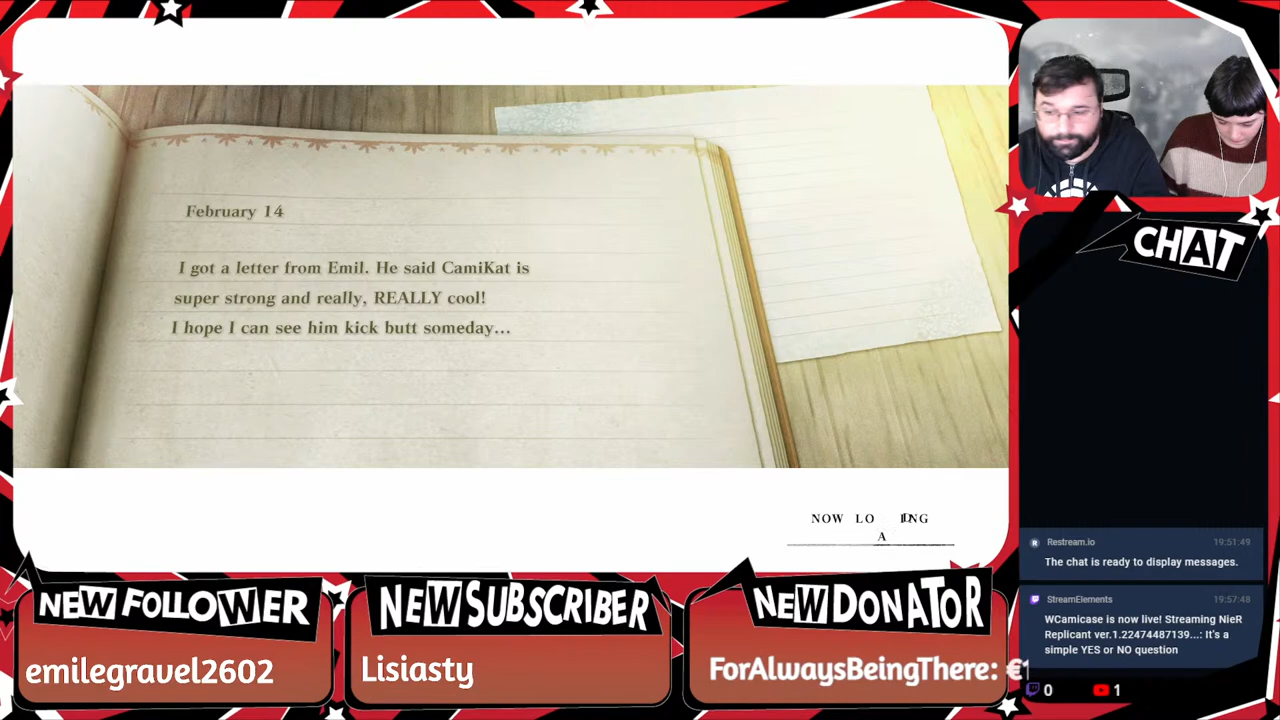 February 14
I got a letter from Emil. He said CamiKat is
super strong and really, REALLY cool!
I hope I can see him kick butt someday...
NOW LOADING
CHAT
Restream.io 19:51:49
The chat is ready to display messages.
StreamElements 19:57:48
WCamicase is now live! Streaming NieR
Replicant ver.1.22474487139...: It's a
simple YES or NO question
0 1
NEW FOLLOWER
emilegravel2602
NEW SUBSCRIBER
Lisiasty
NEW DONATOR
ForAlwaysBeingThere: €1